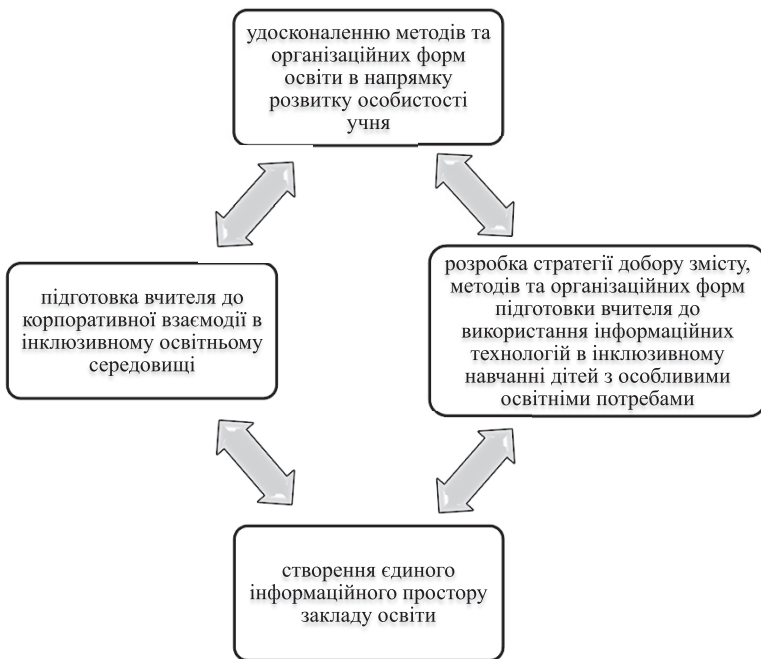 удосконаленню методів та
організаційних форм
освіти в напрямку
розвитку особистості
учня
підготовка вчителя до
корпоративної взаємодії в
інклюзивному освітньому
середовищі
розробка стратегії добору змісту,
методів та організаційних форм
підготовки вчителя до
використання інформаційних
технологій в інклюзивному
навчанні дітей з особливими
освітніми потребами
створення єдиного
інформаційного простору
закладу освіти